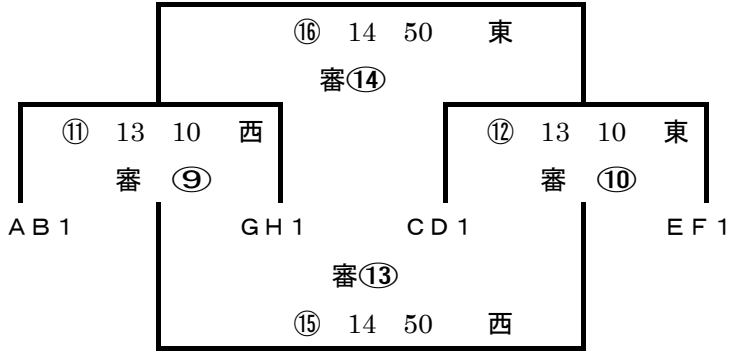 ⑯ 14 50 東
審⑭
⑪ 13 10 西
⑫ 13 10 東
審 ⑨
審 ⑩
AB1
GH1
CD1
EF1
審⑬
⑮ 14 50 西